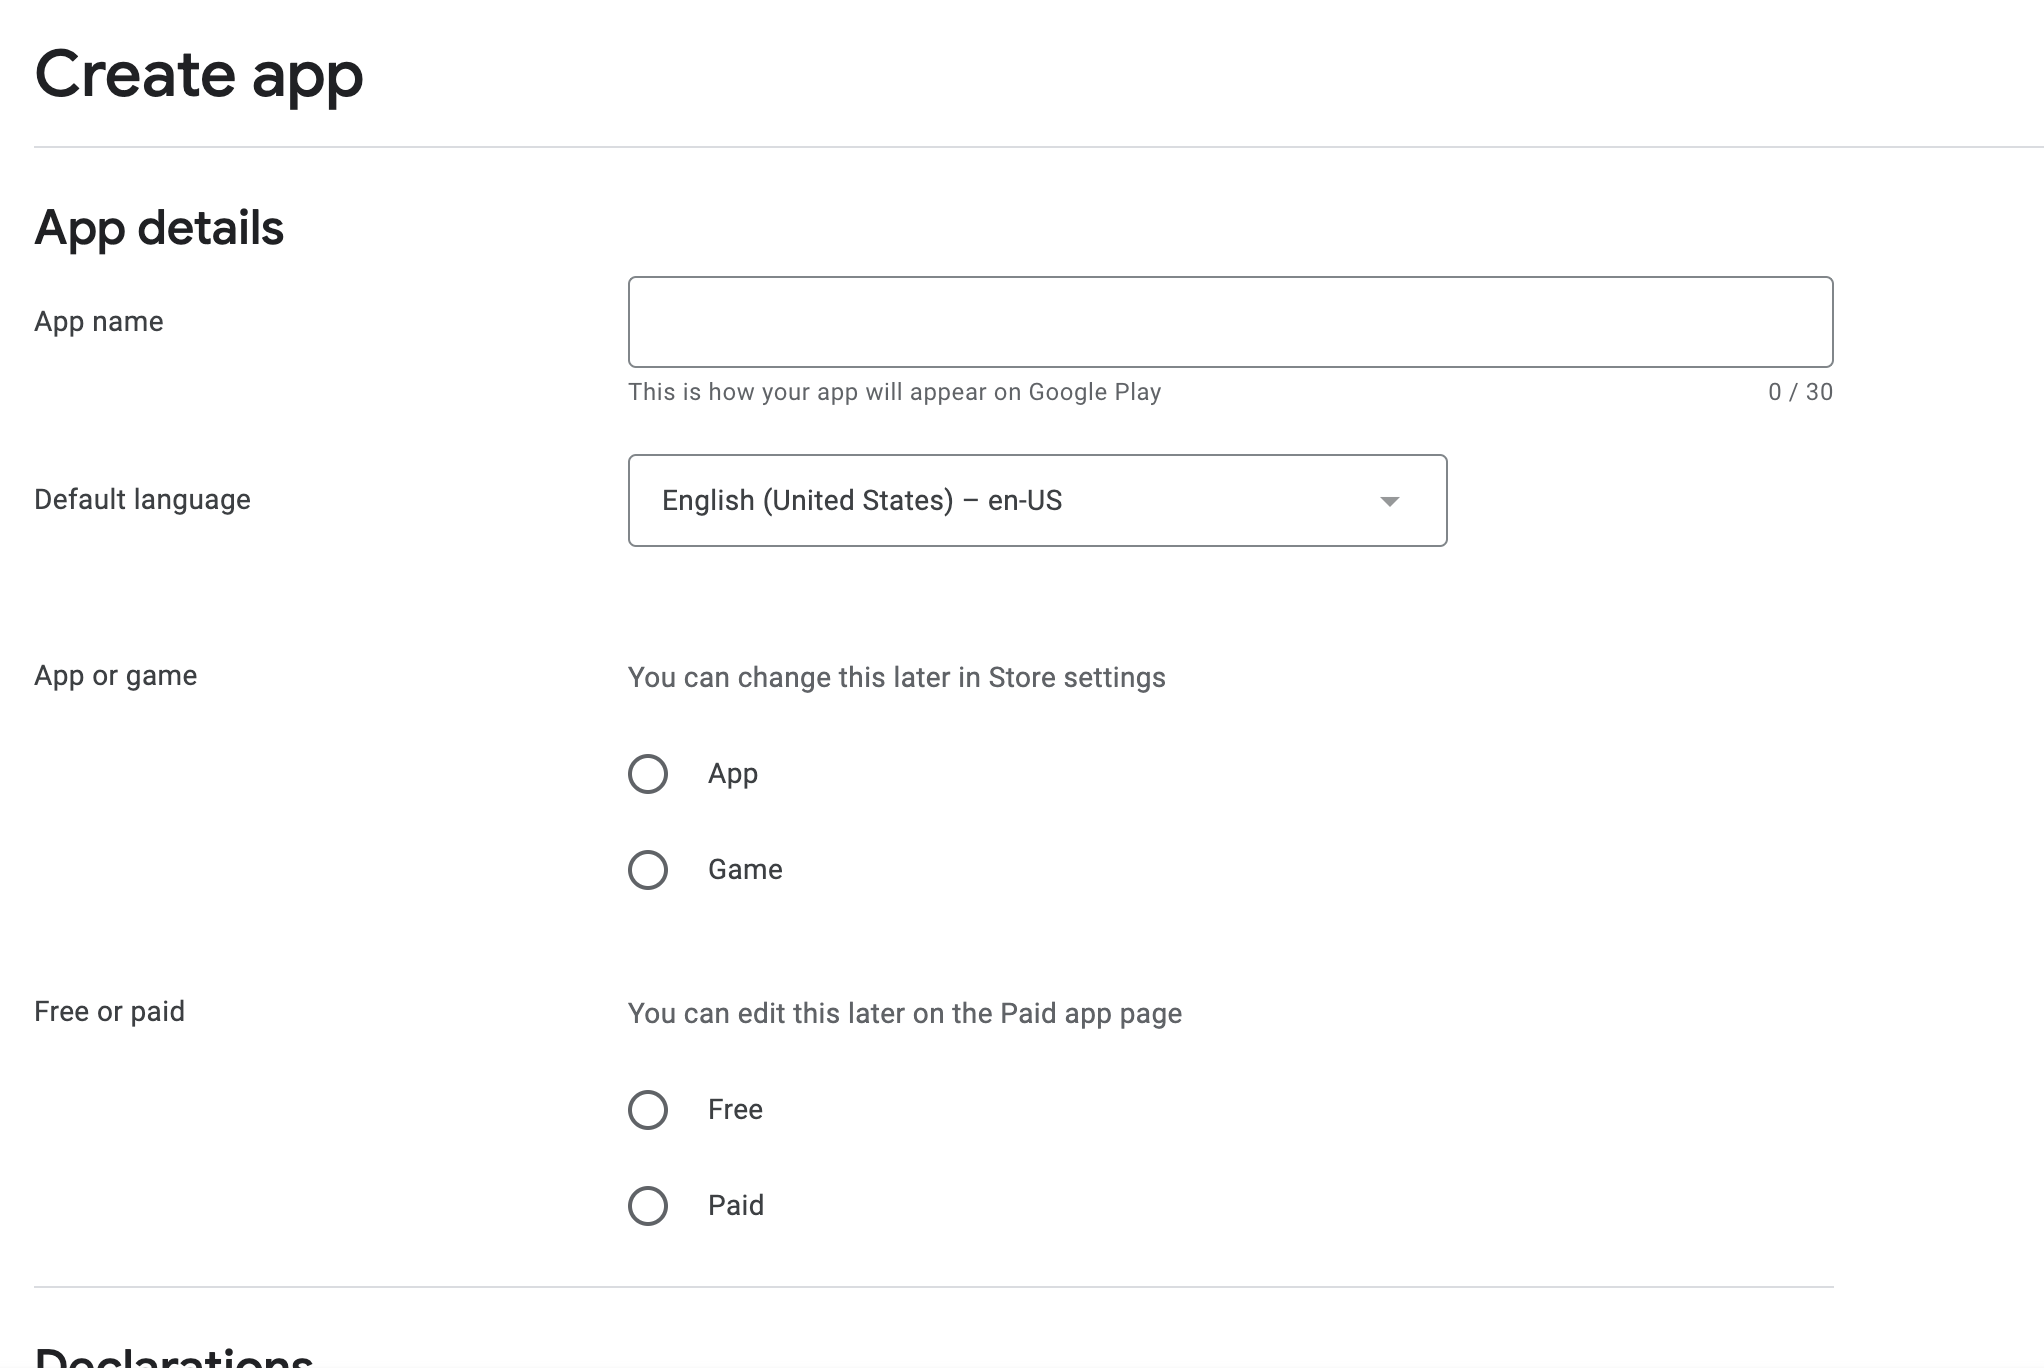 Create app
App details
App name
This is how your app will appear on Google Play
0 / 30
Default language
English (United States) – en-US
App or game
You can change this later in Store settings
App
Game
Free or paid
You can edit this later on the Paid app page
Free
Paid
Declarations